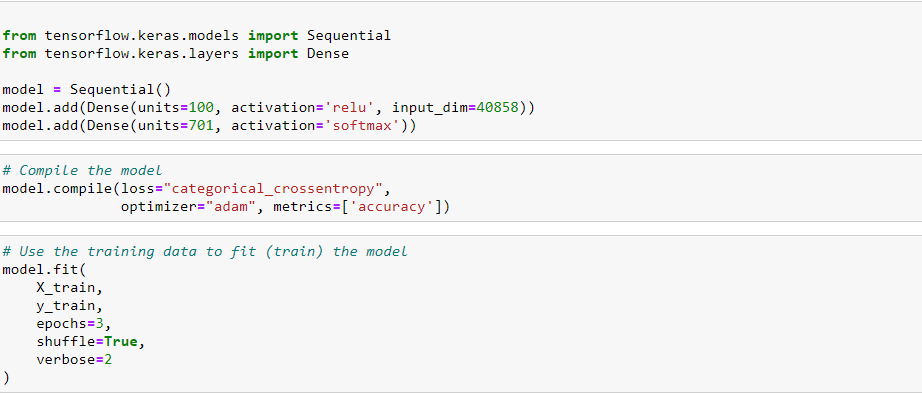 from tensorflow.keras.models import Sequential
from tensorflow.keras.layers import Dense
model = Sequential()
model.add(Dense(units=100, activation='relu', input_dim=40858))
model.add(Dense(units=701, activation='softmax'))
# Compile the model
model.compile(loss="categorical_crossentropy",
              optimizer="adam", metrics=['accuracy'])
# Use the training data to fit (train) the model
model.fit(
    X_train,
    y_train,
    epochs=3,
    shuffle=True,
    verbose=2
)